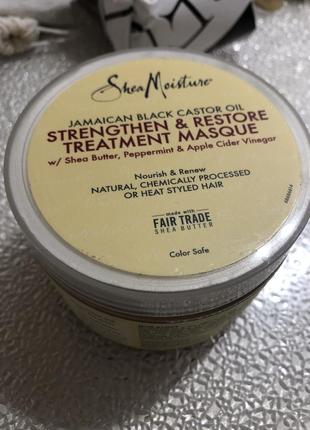 SheaMoisture
JAMAICAN BLACK CASTOR OIL
STRENGTHEN & RESTORE
TREATMENT MASQUE
w/ Shea Butter, Peppermint & Apple Cider Vinegar
Nourish & Renew
NATURAL, CHEMICALLY PROCESSED
OR HEAT STYLED HAIR
made with
FAIR TRADE
SHEA BUTTER
Color Safe